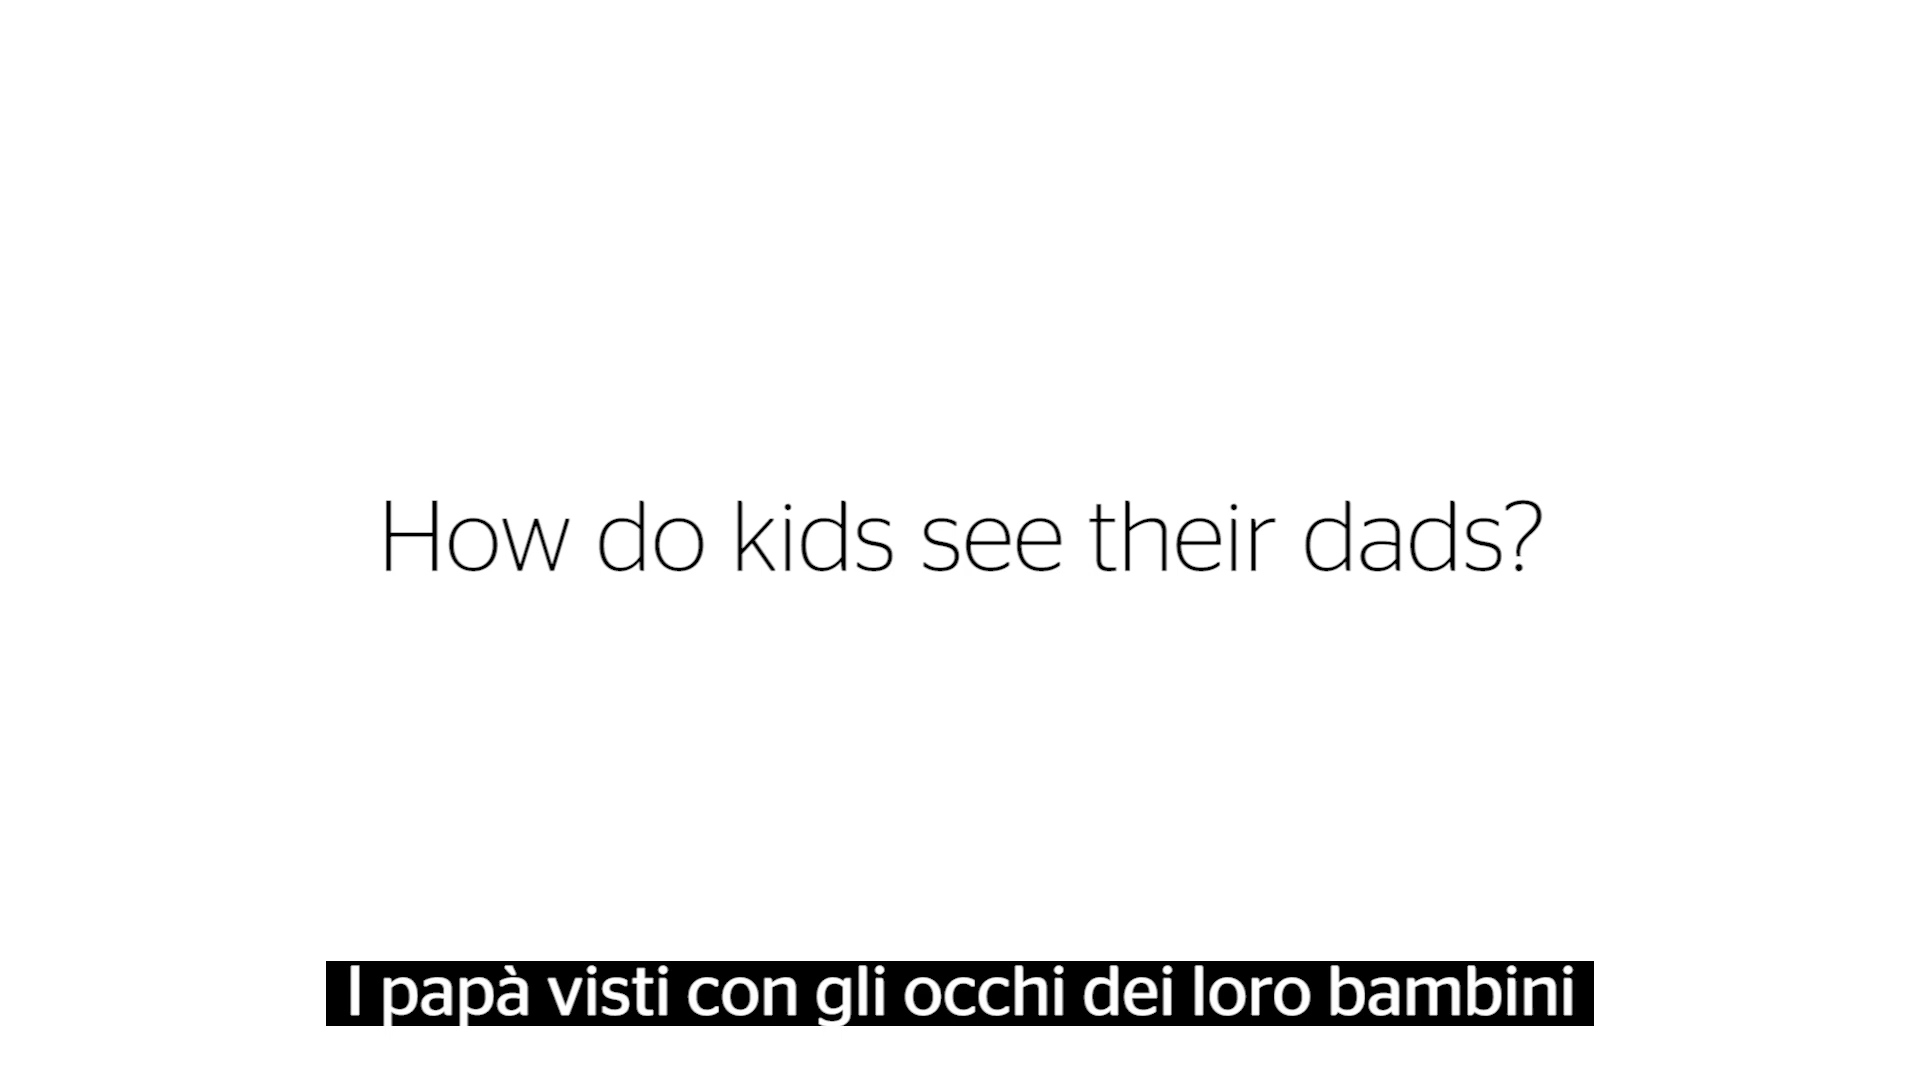 How do kids see their dads?
I papà visti con gli occhi dei loro bambini